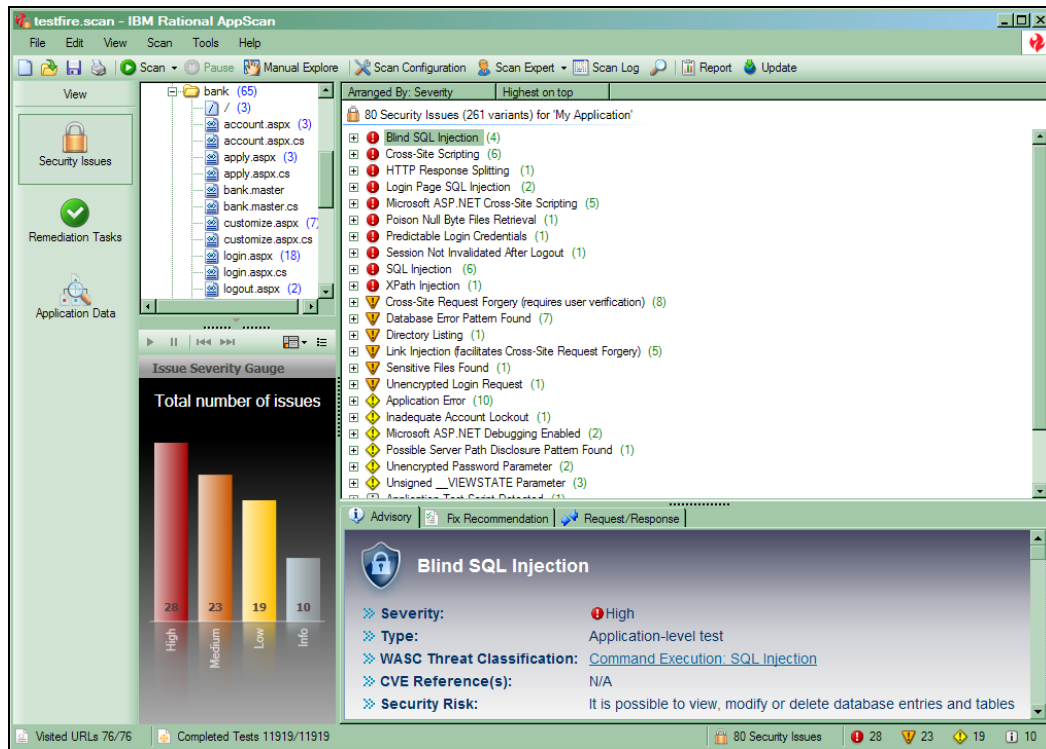 testfire.scan - IBM Rational AppScan
File Edit View Scan Tools Help
Scan Pause Manual Explore Scan Configuration Scan Expert Scan Log Report Update
View
Security Issues
Remediation Tasks
Application Data
bank (65)
/ (3)
account.aspx (3)
account.aspx.cs
apply.aspx (3)
apply.aspx.cs
bank.master
bank.master.cs
customize.aspx (7)
customize.aspx.cs
login.aspx (18)
login.aspx.cs
logout.aspx (2)
Issue Severity Gauge
Total number of issues
28 23 19 10
High Medium Low Info
Arranged By: Severity Highest on top
80 Security Issues (261 variants) for 'My Application'
Blind SQL Injection (4)
Cross-Site Scripting (6)
HTTP Response Splitting (1)
Login Page SQL Injection (2)
Microsoft ASP.NET Cross-Site Scripting (5)
Poison Null Byte Files Retrieval (1)
Predictable Login Credentials (1)
Session Not Invalidated After Logout (1)
SQL Injection (6)
XPath Injection (1)
Cross-Site Request Forgery (requires user verification) (8)
Database Error Pattern Found (7)
Directory Listing (1)
Link Injection (facilitates Cross-Site Request Forgery) (5)
Sensitive Files Found (1)
Unencrypted Login Request (1)
Application Error (10)
Inadequate Account Lockout (1)
Microsoft ASP.NET Debugging Enabled (2)
Possible Server Path Disclosure Pattern Found (1)
Unencrypted Password Parameter (2)
Unsigned __VIEWSTATE Parameter (3)
Application Test Script Detected (1)
Advisory Fix Recommendation Request/Response
Blind SQL Injection
Severity: High
Type: Application-level test
WASC Threat Classification: Command Execution: SQL Injection
CVE Reference(s): N/A
Security Risk: It is possible to view, modify or delete database entries and tables
Visited URLs 76/76 Completed Tests 11919/11919 80 Security Issues 28 23 19 10